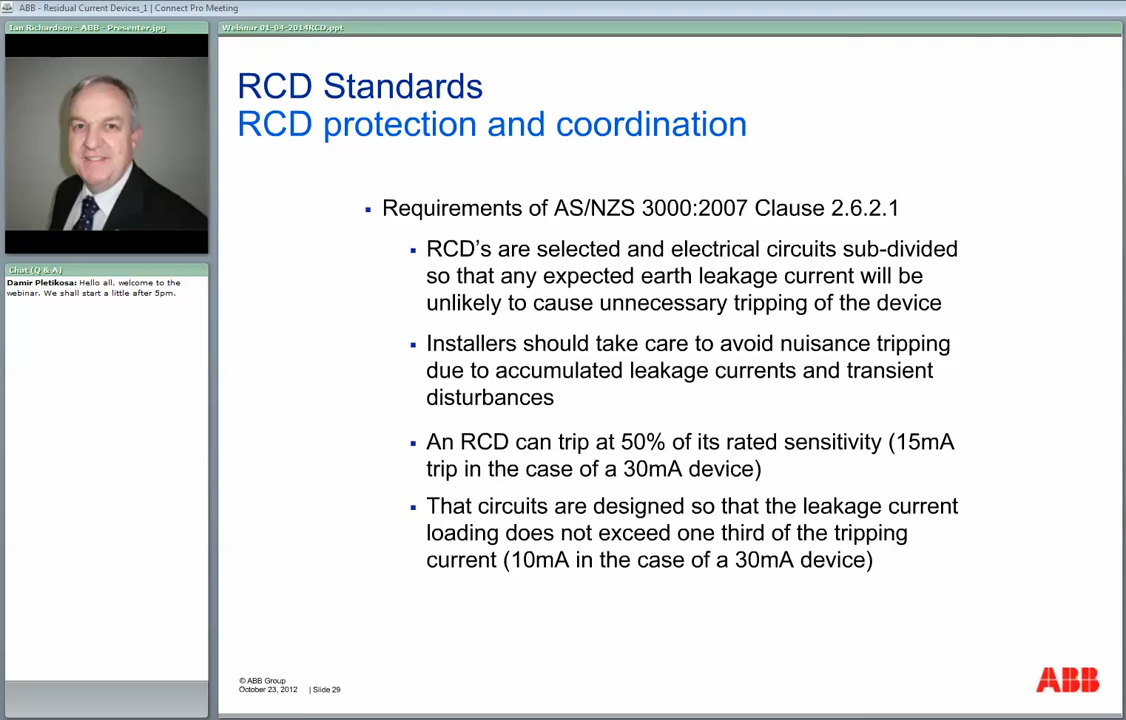 ABB - Residual Current Devices_1 | Connect Pro Meeting
Ian Richardson - ABB - Presenter.jpg
Webinar 01-04-2014RCD.ppt
RCD Standards
RCD protection and coordination
▪ Requirements of AS/NZS 3000:2007 Clause 2.6.2.1
▪ RCD's are selected and electrical circuits sub-divided
so that any expected earth leakage current will be
unlikely to cause unnecessary tripping of the device
▪ Installers should take care to avoid nuisance tripping
due to accumulated leakage currents and transient
disturbances
▪ An RCD can trip at 50% of its rated sensitivity (15mA
trip in the case of a 30mA device)
▪ That circuits are designed so that the leakage current
loading does not exceed one third of the tripping
current (10mA in the case of a 30mA device)
Chat (Q & A)
Damir Pletikosa: Hello all, welcome to the
webinar. We shall start a little after 5pm.
© ABB Group
October 23, 2012 | Slide 29
ABB